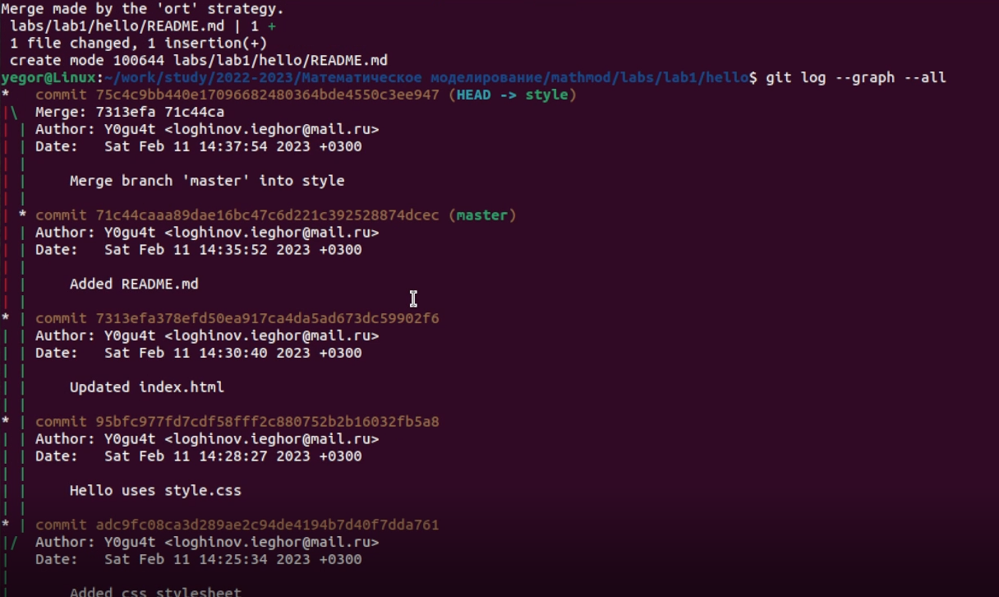 Merge made by the 'ort' strategy.
 labs/lab1/hello/README.md | 1 +
 1 file changed, 1 insertion(+)
 create mode 100644 labs/lab1/hello/README.md
yegor@Linux:~/work/study/2022-2023/Математическое моделирование/mathmod/labs/lab1/hello$ git log --graph --all
*   commit 75c4c9bb440e17096682480364bde4550c3ee947 (HEAD -> style)
|\  Merge: 7313efa 71c44ca
| | Author: Y0gu4t <loghinov.ieghor@mail.ru>
| | Date:   Sat Feb 11 14:37:54 2023 +0300
| |
| |     Merge branch 'master' into style
| |
| * commit 71c44caaa89dae16bc47c6d221c392528874dcec (master)
| | Author: Y0gu4t <loghinov.ieghor@mail.ru>
| | Date:   Sat Feb 11 14:35:52 2023 +0300
| |
| |     Added README.md
| |
* | commit 7313efa378efd50ea917ca4da5ad673dc59902f6
| | Author: Y0gu4t <loghinov.ieghor@mail.ru>
| | Date:   Sat Feb 11 14:30:40 2023 +0300
| |
| |     Updated index.html
| |
* | commit 95bfc977fd7cdf58fff2c880752b2b16032fb5a8
| | Author: Y0gu4t <loghinov.ieghor@mail.ru>
| | Date:   Sat Feb 11 14:28:27 2023 +0300
| |
| |     Hello uses style.css
| |
* | commit adc9fc08ca3d289ae2c94de4194b7d40f7dda761
|/  Author: Y0gu4t <loghinov.ieghor@mail.ru>
|   Date:   Sat Feb 11 14:25:34 2023 +0300
|
|       Added css stylesheet